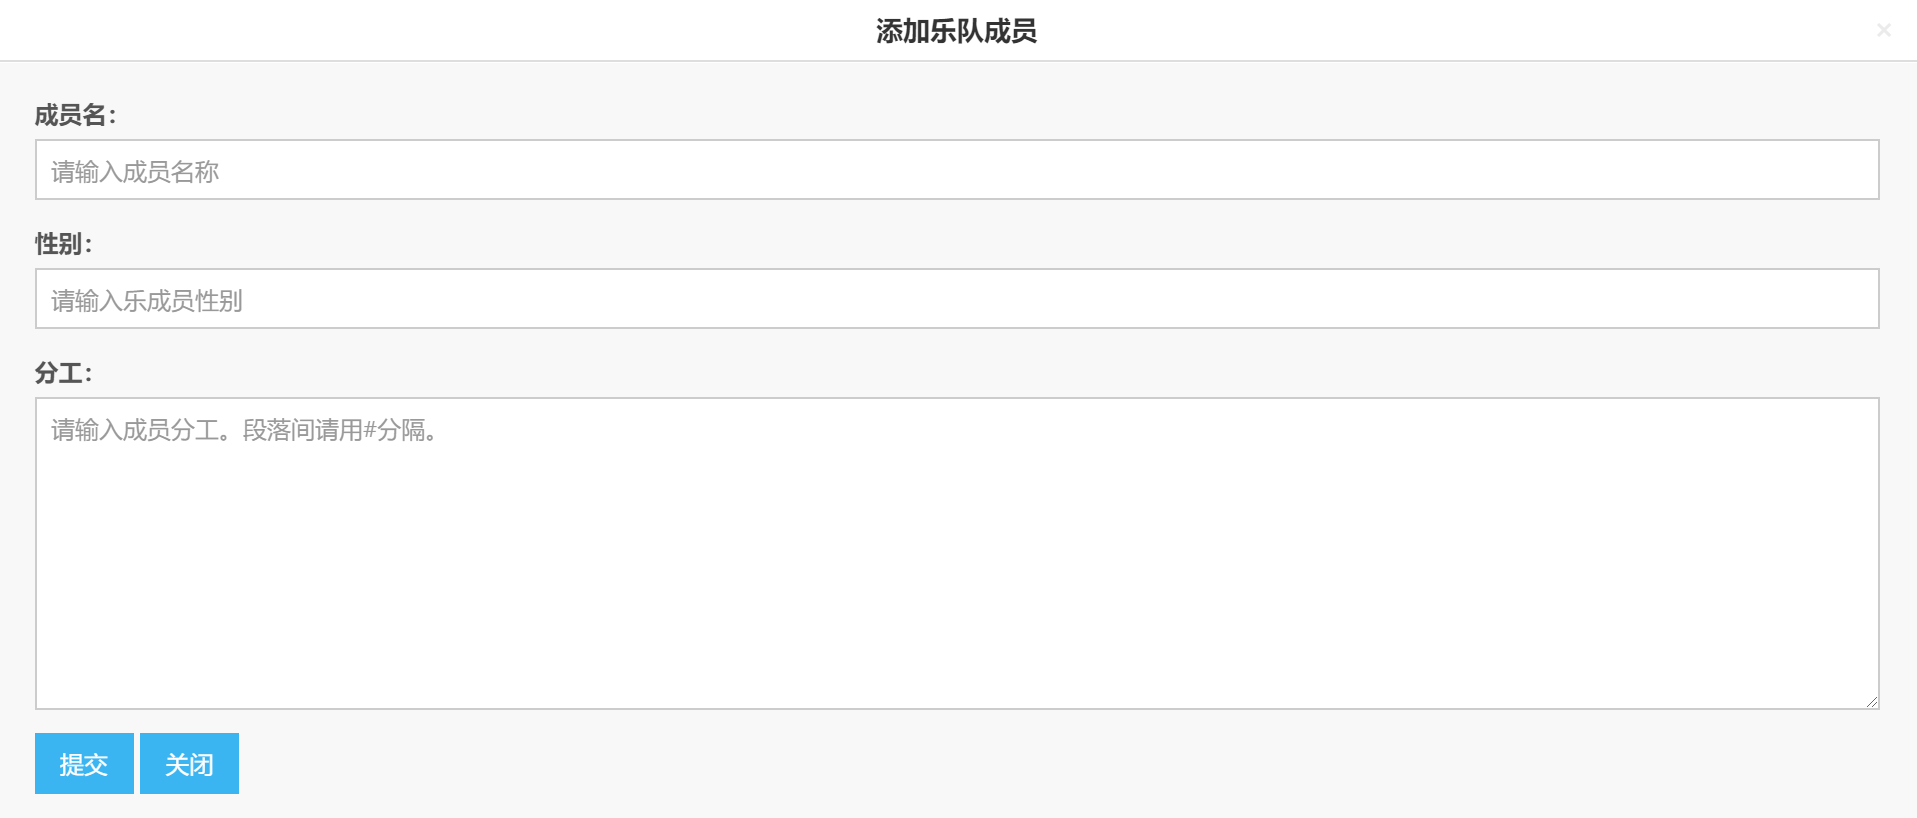 添加乐队成员
×
成员名：
请输入成员名称
性别：
请输入乐成员性别
分工：
请输入成员分工。段落间请用#分隔。
提交 关闭